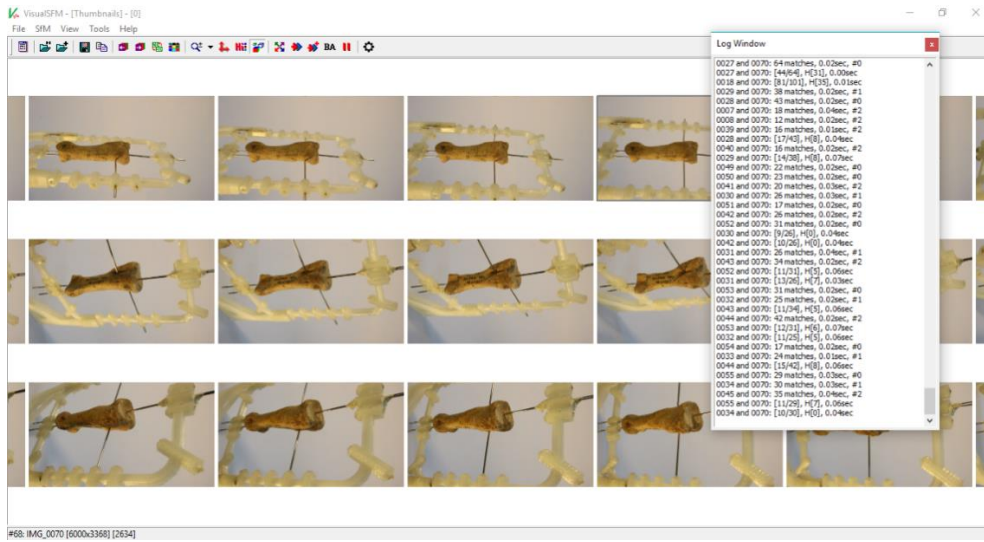 VisualSFM - [Thumbnails] - [0]
File SfM View Tools Help
BA
Log Window
x
0027 and 0070: 64 matches, 0.02sec, #0
0027 and 0070: [44/64], H[31], 0.00sec
0018 and 0070: [81/101], H[35], 0.01sec
0029 and 0070: 38 matches, 0.02sec, #1
0028 and 0070: 43 matches, 0.02sec, #0
0007 and 0070: 18 matches, 0.04sec, #2
0008 and 0070: 12 matches, 0.02sec, #2
0039 and 0070: 16 matches, 0.01sec, #2
0028 and 0070: [17/43], H[8], 0.04sec
0040 and 0070: 16 matches, 0.02sec, #2
0029 and 0070: [14/38], H[8], 0.07sec
0049 and 0070: 22 matches, 0.02sec, #0
0050 and 0070: 23 matches, 0.02sec, #0
0041 and 0070: 20 matches, 0.03sec, #2
0030 and 0070: 26 matches, 0.03sec, #1
0051 and 0070: 17 matches, 0.02sec, #0
0042 and 0070: 26 matches, 0.02sec, #2
0052 and 0070: 31 matches, 0.02sec, #0
0030 and 0070: [9/26], H[0], 0.04sec
0042 and 0070: [10/26], H[0], 0.04sec
0031 and 0070: 26 matches, 0.04sec, #1
0043 and 0070: 34 matches, 0.02sec, #2
0052 and 0070: [11/31], H[5], 0.06sec
0031 and 0070: [13/26], H[7], 0.03sec
0053 and 0070: 31 matches, 0.02sec, #0
0032 and 0070: 25 matches, 0.02sec, #1
0043 and 0070: [11/34], H[5], 0.06sec
0044 and 0070: 42 matches, 0.02sec, #2
0053 and 0070: [12/31], H[6], 0.07sec
0032 and 0070: [11/25], H[5], 0.06sec
0054 and 0070: 17 matches, 0.02sec, #0
0033 and 0070: 24 matches, 0.01sec, #1
0044 and 0070: [15/42], H[8], 0.06sec
0055 and 0070: 29 matches, 0.03sec, #0
0034 and 0070: 30 matches, 0.03sec, #1
0045 and 0070: 35 matches, 0.04sec, #2
0055 and 0070: [11/29], H[7], 0.06sec
0034 and 0070: [10/30], H[0], 0.04sec
#68: IMG_0070 [6000x3368] [2634]